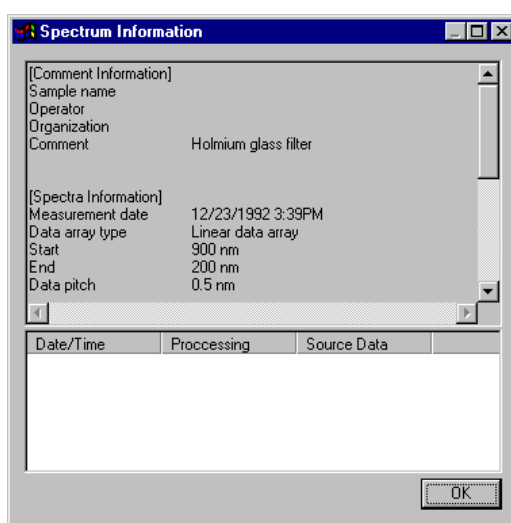 Spectrum Information
[Comment Information]
Sample name
Operator
Organization
Comment Holmium glass filter
[Spectra Information]
Measurement date 12/23/1992 3:39PM
Data array type Linear data array
Start 900 nm
End 200 nm
Data pitch 0.5 nm
Date/Time Proccessing Source Data
OK